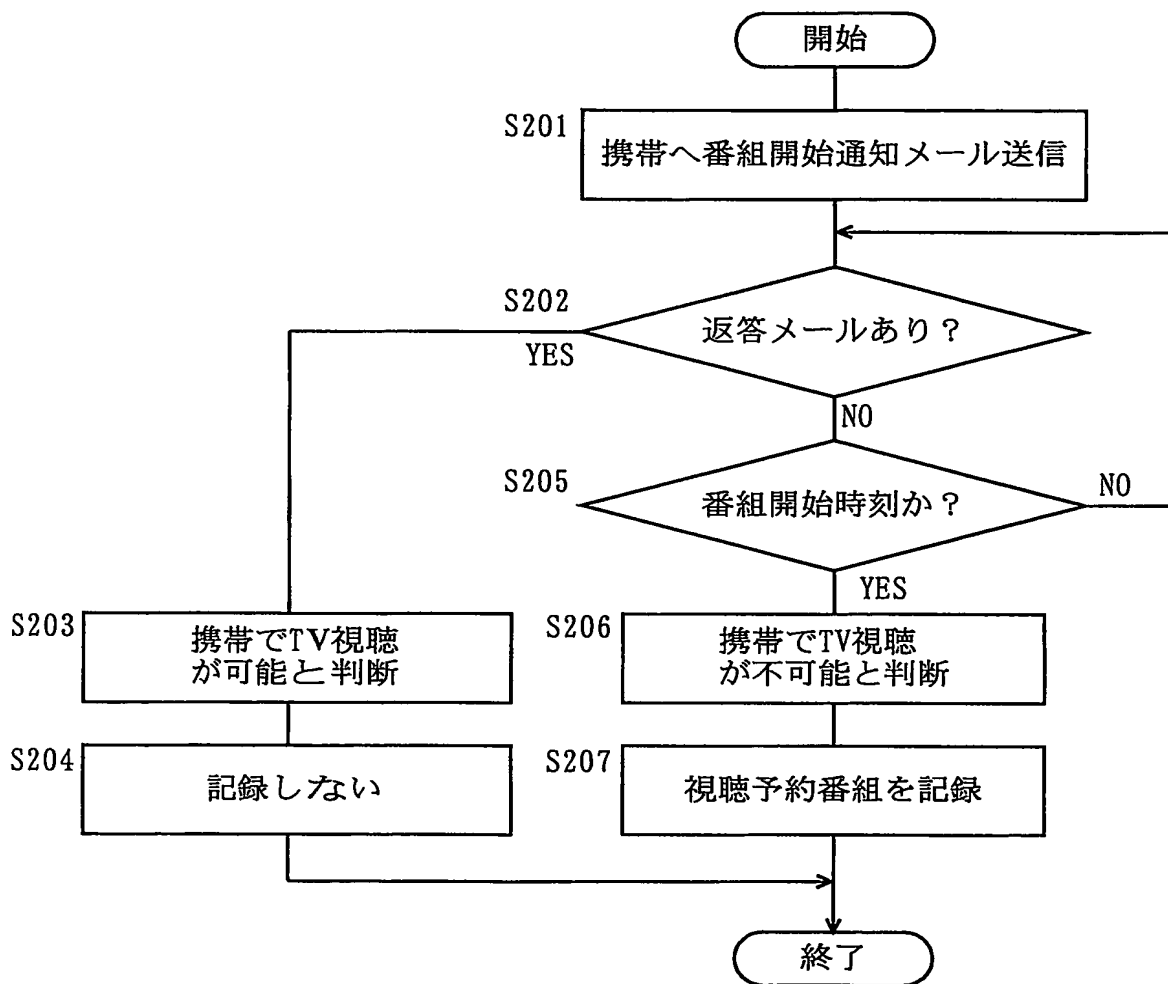 開始
S201
携帯へ番組開始通知メール送信
S202
返答メールあり？
YES
NO
S205
番組開始時刻か？
NO
YES
S203
携帯でTV視聴
が可能と判断
S206
携帯でTV視聴
が不可能と判断
S204
記録しない
S207
視聴予約番組を記録
終了